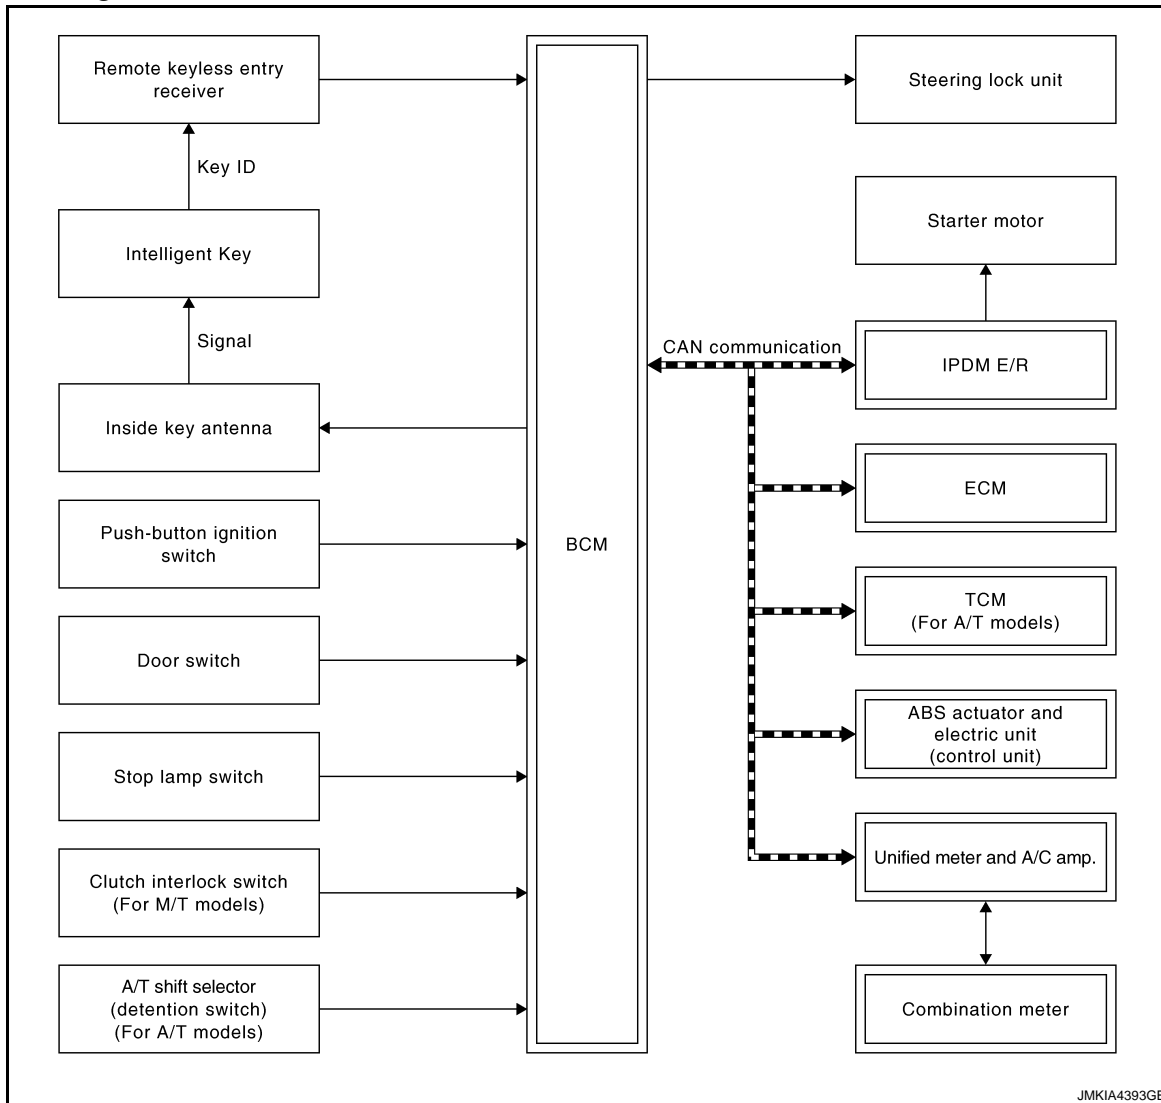 Remote keyless entry
receiver
Key ID
Intelligent Key
Signal
Inside key antenna
Push-button ignition
switch
Door switch
Stop lamp switch
Clutch interlock switch
(For M/T models)
A/T shift selector
(detention switch)
(For A/T models)
BCM
CAN communication
Steering lock unit
Starter motor
IPDM E/R
ECM
TCM
(For A/T models)
ABS actuator and
electric unit
(control unit)
Unified meter and A/C amp.
Combination meter